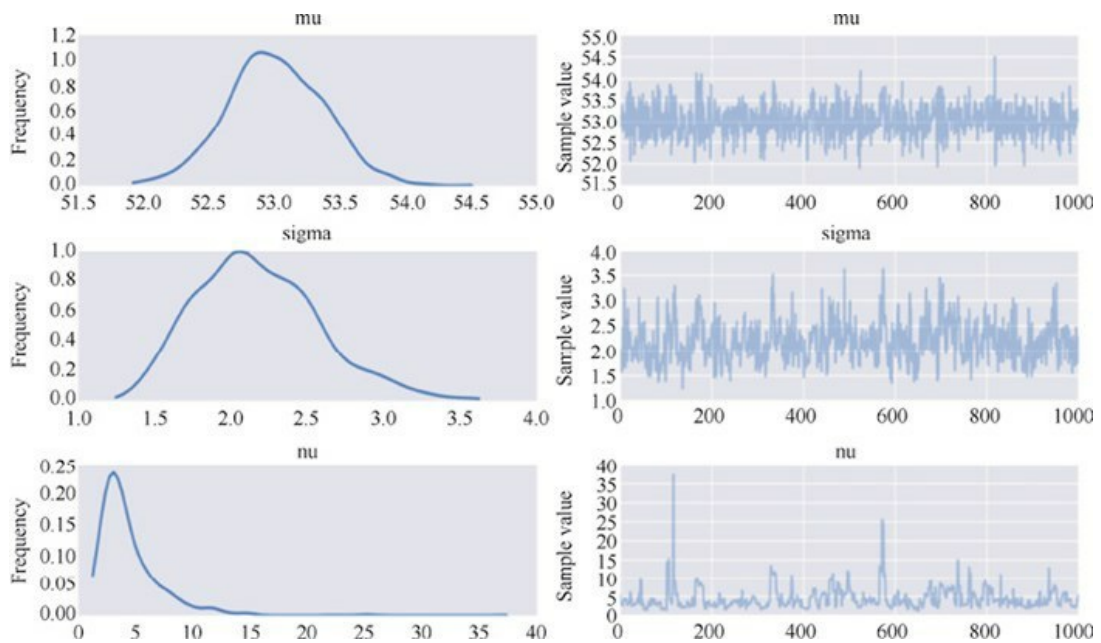 mu
1.2
1.0
0.8
0.6
0.4
0.2
0.0
Frequency
51.5 52.0 52.5 53.0 53.5 54.0 54.5 55.0
mu
55.0
54.5
54.0
53.5
53.0
52.5
52.0
51.5
Sample value
0 200 400 600 800 1000
sigma
1.0
0.8
0.6
0.4
0.2
0.0
Frequency
1.0 1.5 2.0 2.5 3.0 3.5 4.0
sigma
4.0
3.5
3.0
2.5
2.0
1.5
1.0
Sample value
0 200 400 600 800 1000
nu
0.25
0.20
0.15
0.10
0.05
0.00
Frequency
0 5 10 15 20 25 30 35 40
nu
40
35
30
25
20
15
10
5
0
Sample value
0 200 400 600 800 1000